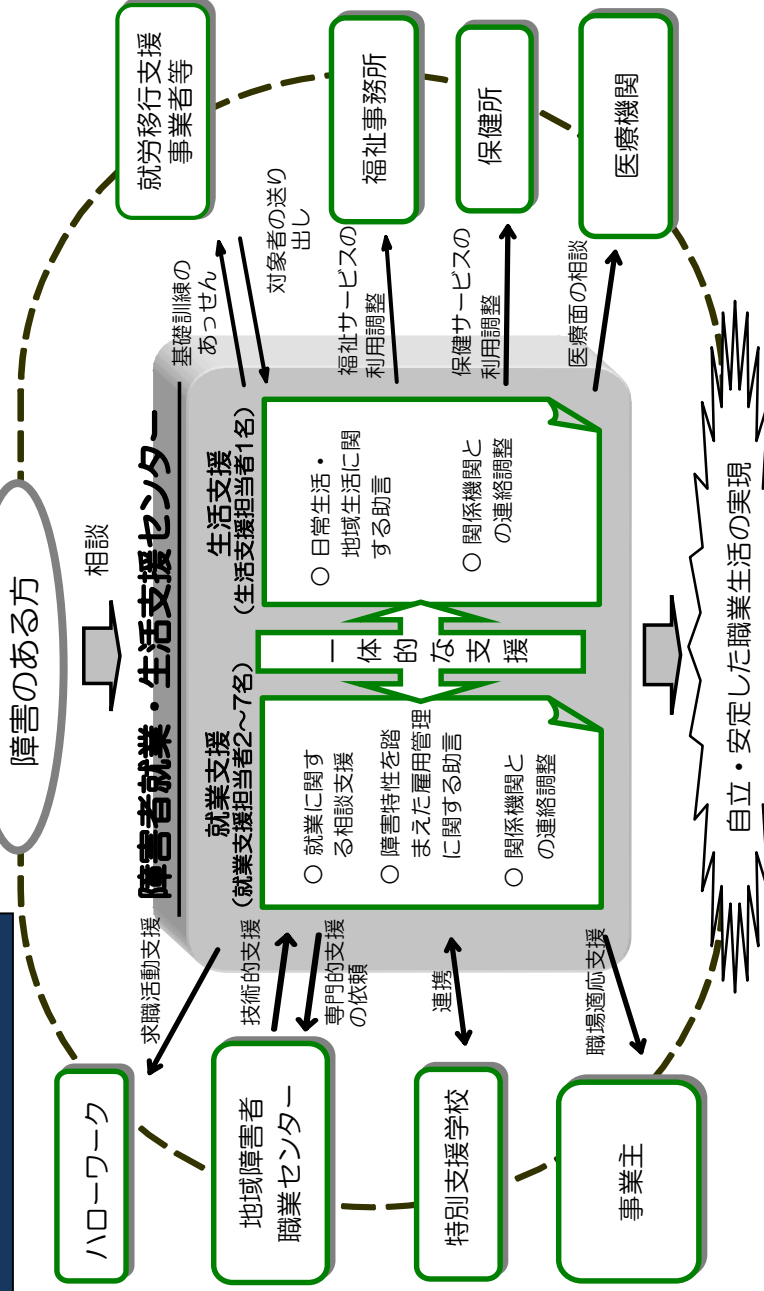 障害のある方
相談
障害者就業・生活支援センター
就業支援
(就業支援担当者2～7名)
○ 就業に関す
る相談支援
○ 障害特性を踏
まえた雇用管理
に関する助言
○ 関係機関と
の連絡調整
一体的な支援
生活支援
(生活支援担当者1名)
○ 日常生活・
地域生活に関
する助言
○ 関係機関と
の連絡調整
ハローワーク
求職活動支援
地域障害者
職業センター
技術的支援
専門的支援
の依頼
特別支援学校
連携
事業主
職場適応支援
就労移行支援
事業者等
基礎訓練の
あっせん
対象者の送り
出し
福祉事務所
福祉サービスの
利用調整
保健所
保健サービスの
利用調整
医療機関
医療面の相談
自立・安定した職業生活の実現